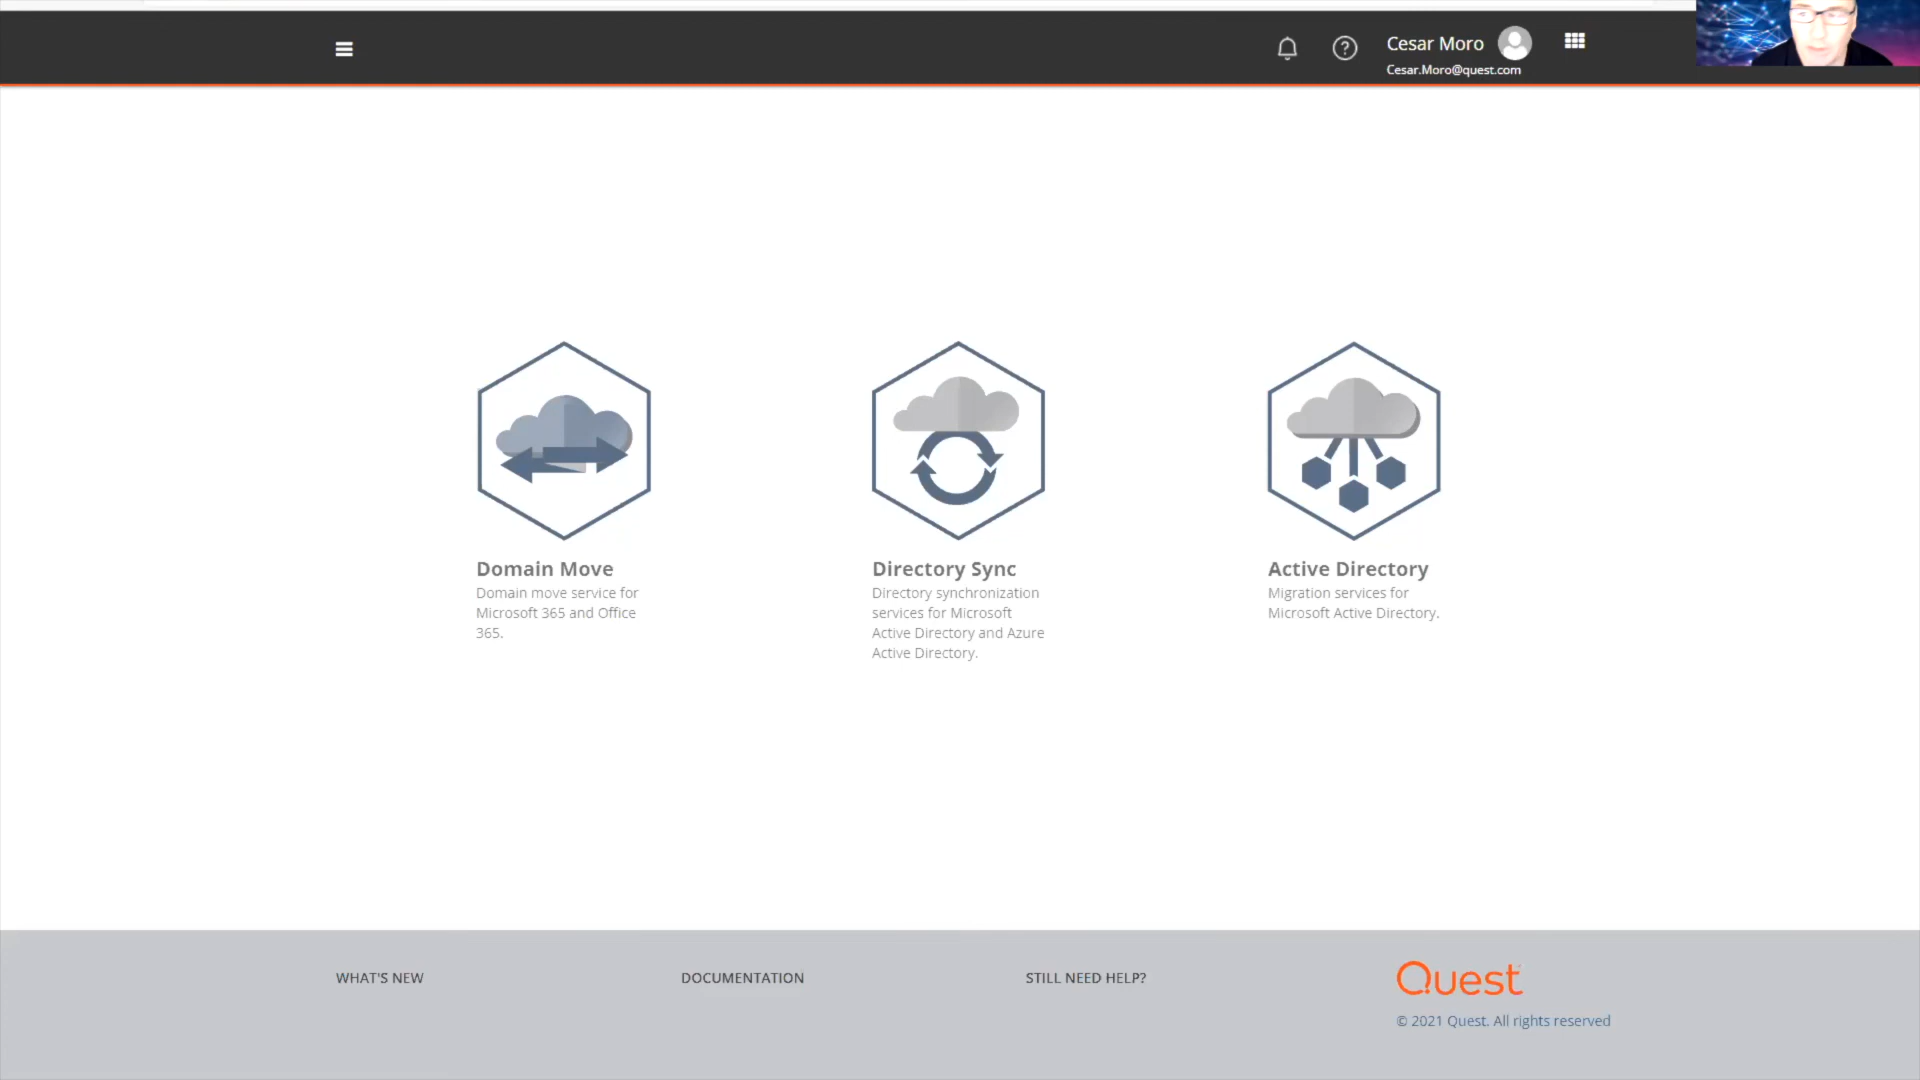 Cesar Moro
Cesar.Moro@quest.com
Domain Move
Domain move service for
Microsoft 365 and Office
365.
Directory Sync
Directory synchronization
services for Microsoft
Active Directory and Azure
Active Directory.
Active Directory
Migration services for
Microsoft Active Directory.
WHAT'S NEW
DOCUMENTATION
STILL NEED HELP?
Quest
© 2021 Quest. All rights reserved